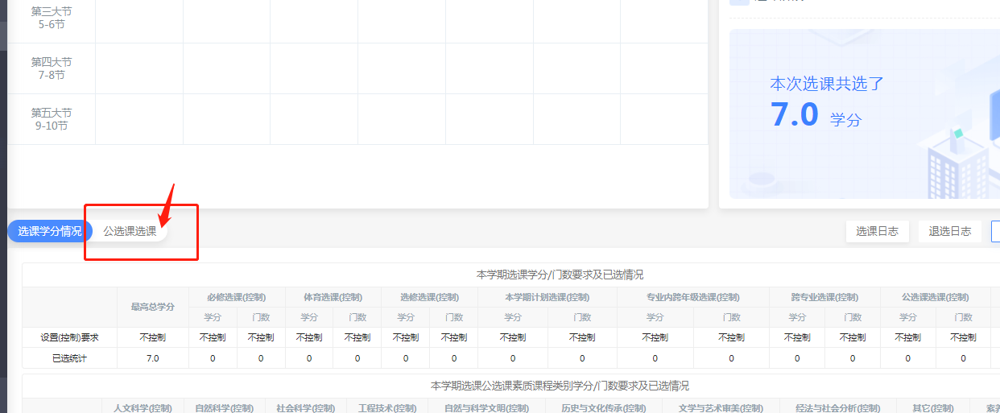 第三大节
5-6节
第四大节
7-8节
第五大节
9-10节
本次选课共选了
7.0 学分
选课学分情况 公选课选课 选课日志 退选日志
本学期选课学分/门数要求及已选情况
最高总学分 必修选课(控制) 体育选课(控制) 选修选课(控制) 本学期计划选课(控制) 专业内跨年级选课(控制) 跨专业选课(控制) 公选课选课(控制)
学分 门数 学分 门数 学分 门数 学分 门数 学分 门数 学分 门数 学分 门数
设置(控制)要求 不控制 不控制 不控制 不控制 不控制 不控制 不控制 不控制 不控制 不控制 不控制 不控制 不控制 不控制 不控制
已选统计 7.0 0 0 0 0 0 0 0 0 0 0 0 0 0 0
本学期选课公选课素质课程类别学分/门数要求及已选情况
人文科学(控制) 自然科学(控制) 社会科学(控制) 工程技术(控制) 自然与科学文明(控制) 历史与文化传承(控制) 文学与艺术审美(控制) 经法与社会分析(控制) 其它(控制)